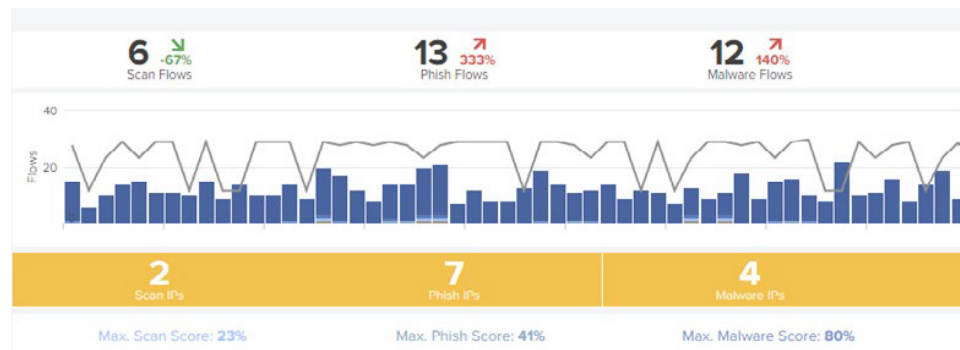 6 -67% 13 333% 12 140%
Scan Flows Phish Flows Malware Flows
40
20
Flows
2 7 4
Scan IPs Phish IPs Malware IPs
Max. Scan Score: 23% Max. Phish Score: 41% Max. Malware Score: 80%